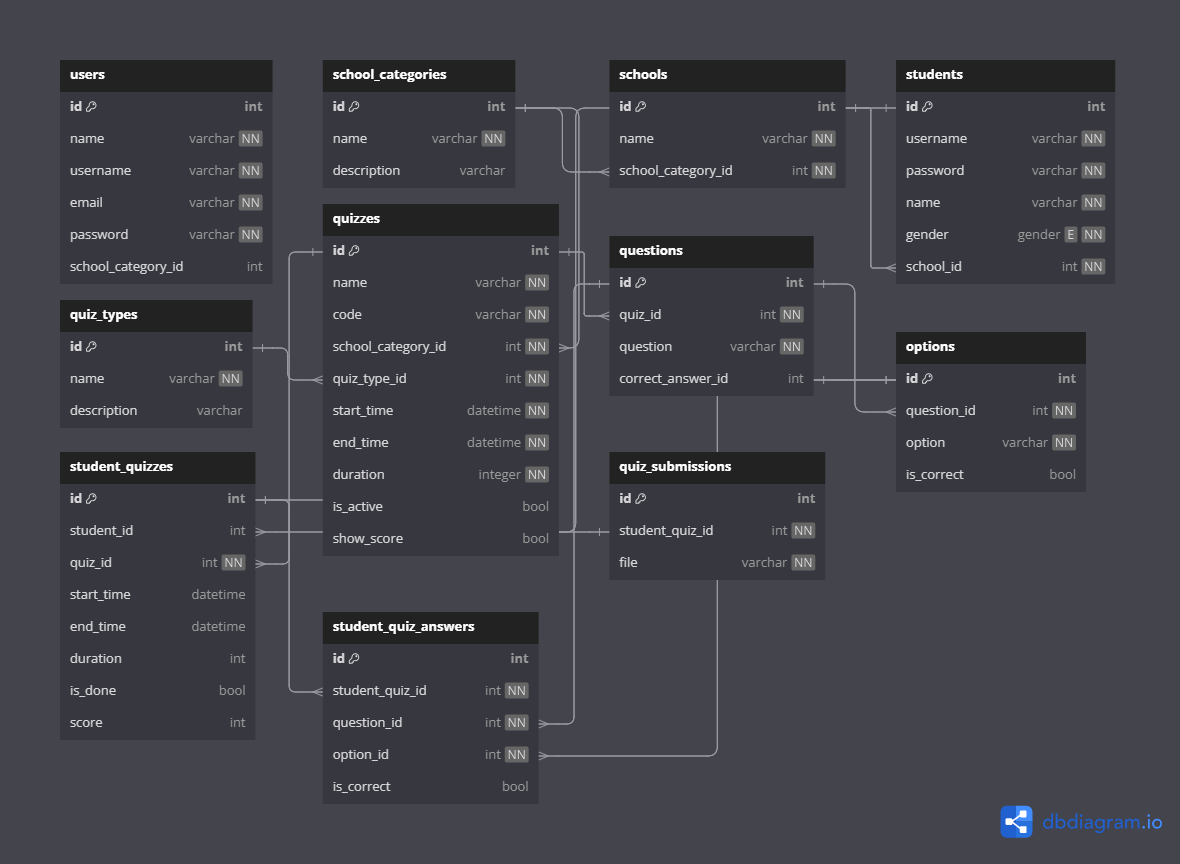 users
id int
name varchar NN
username varchar NN
email varchar NN
password varchar NN
school_category_id int
school_categories
id int
name varchar NN
description varchar
schools
id int
name varchar NN
school_category_id int NN
students
id int
username varchar NN
password varchar NN
name varchar NN
gender gender E NN
school_id int NN
quizzes
id int
name varchar NN
code varchar NN
school_category_id int NN
quiz_type_id int NN
start_time datetime NN
end_time datetime NN
duration integer NN
is_active bool
show_score bool
questions
id int
quiz_id int NN
question varchar NN
correct_answer_id int
quiz_types
id int
name varchar NN
description varchar
options
id int
question_id int NN
option varchar NN
is_correct bool
student_quizzes
id int
student_id int
quiz_id int NN
start_time datetime
end_time datetime
duration int
is_done bool
score int
quiz_submissions
id int
student_quiz_id int NN
file varchar NN
student_quiz_answers
id int
student_quiz_id int NN
question_id int NN
option_id int NN
is_correct bool
dbdiagram.io